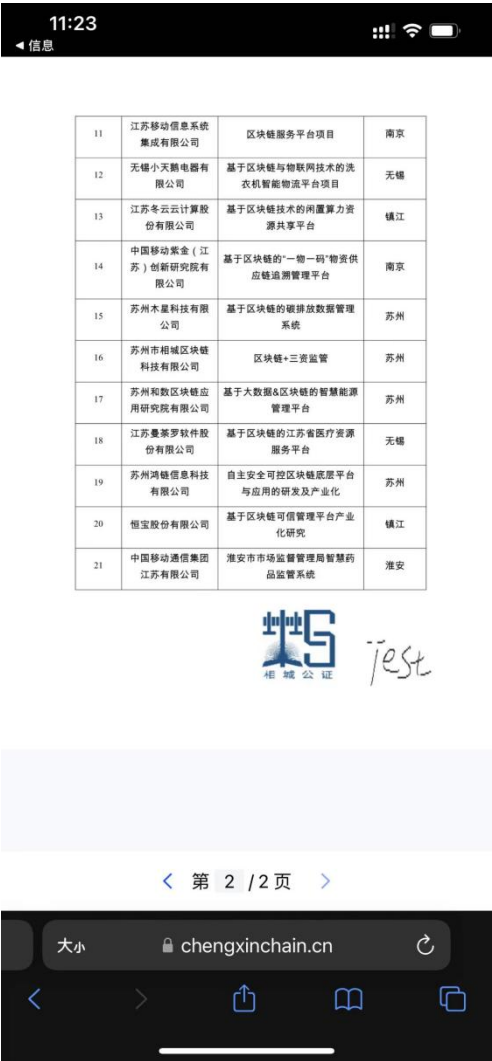 11:23
◀ 信息
11
江苏移动信息系统
集成有限公司
区块链服务平台项目
南京
12
无锡小天鹅电器有
限公司
基于区块链与物联网技术的洗
衣机智能物流平台项目
无锡
13
江苏冬云云计算股
份有限公司
基于区块链技术的闲置算力资
源共享平台
镇江
14
中国移动紫金（江
苏）创新研究院有
限公司
基于区块链的“一物一码”物资供
应链追溯管理平台
南京
15
苏州木星科技有限
公司
基于区块链的碳排放数据管理
系统
苏州
16
苏州市相城区块链
科技有限公司
区块链+三资监管
苏州
17
苏州和数区块链应
用研究院有限公司
基于大数据&区块链的智慧能源
管理平台
苏州
18
江苏曼荼罗软件股
份有限公司
基于区块链的江苏省医疗资源
服务平台
无锡
19
苏州鸿链信息科技
有限公司
自主安全可控区块链底层平台
与应用的研发及产业化
苏州
20
恒宝股份有限公司
基于区块链可信管理平台产业
化研究
镇江
21
中国移动通信集团
江苏有限公司
淮安市市场监督管理局智慧药
品监管系统
淮安
相城公证
Test
第 2 /2页
大小
chengxinchain.cn